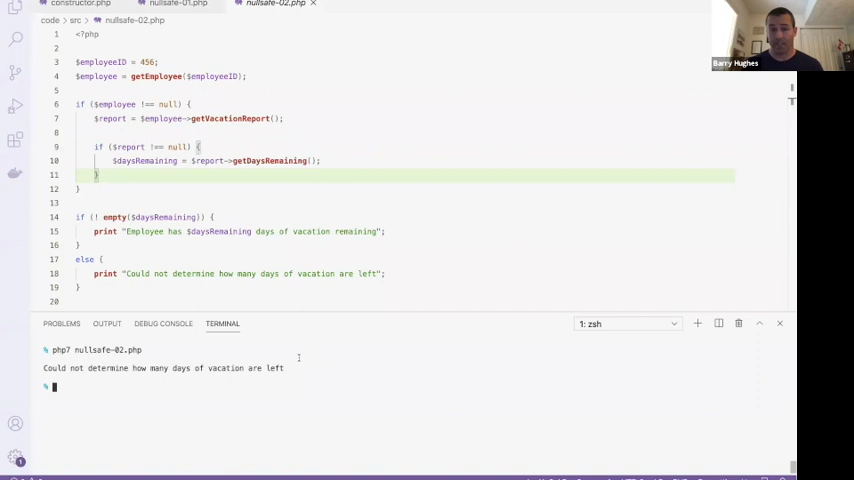 constructor.php nullsafe-01.php nullsafe-02.php
code > src > nullsafe-02.php
Barry Hughes
1 <?php
2
3 $employeeID = 456;
4 $employee = getEmployee($employeeID);
5
6 if ($employee !== null) {
7 $report = $employee->getVacationReport();
8
9 if ($report !== null) {
10 $daysRemaining = $report->getDaysRemaining();
11 }
12 }
13
14 if (! empty($daysRemaining)) {
15 print "Employee has $daysRemaining days of vacation remaining";
16 }
17 else {
18 print "Could not determine how many days of vacation are left";
19 }
20
PROBLEMS OUTPUT DEBUG CONSOLE TERMINAL 1: zsh
% php7 nullsafe-02.php
Could not determine how many days of vacation are left
%
1